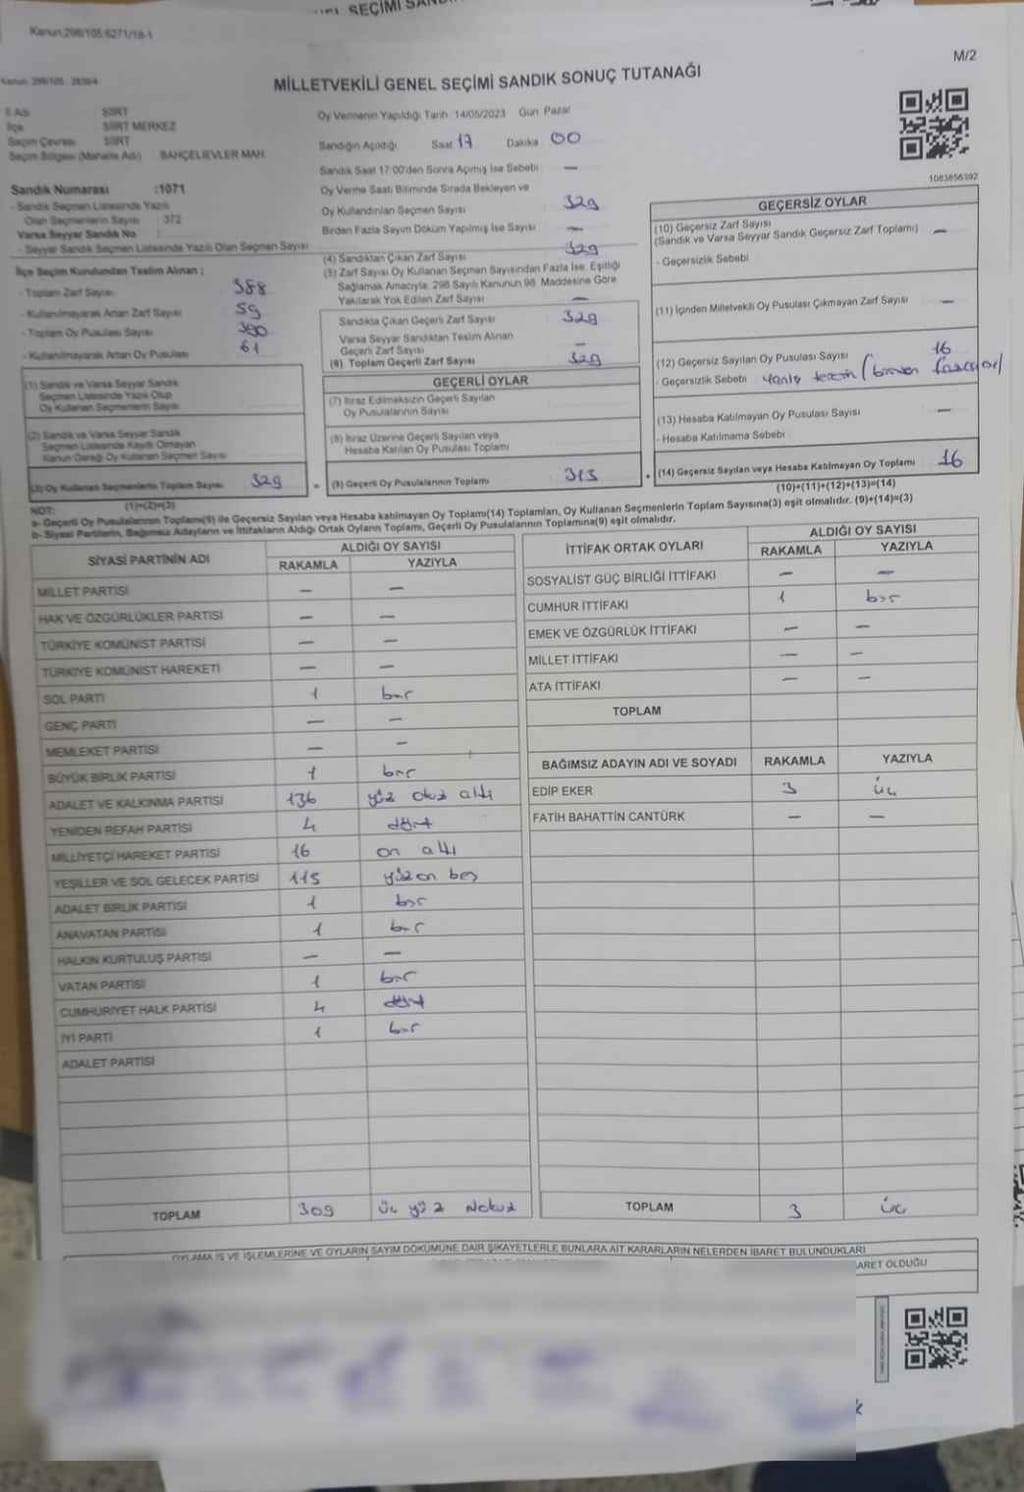 Kanun 298/105 6271/18-1
M/2
MİLLETVEKİLİ GENEL SEÇİMİ SANDIK SONUÇ TUTANAĞI
İl Adı SİİRT
İlçe SİİRT MERKEZ
Seçim Çevresi SİİRT
Seçim Bölgesi (Mahalle Adı) BAHÇELİEVLER MAH.
Sandık Numarası :1071
- Sandık Seçmen Listesinde Yazılı
Olan Seçmenlerin Sayısı : 372
Varsa Seyyar Sandık No :
- Seyyar Sandık Seçmen Listesinde Yazılı Olan Seçmen Sayısı
İlçe Seçim Kurulundan Teslim Alınan ;
- Toplam Zarf Sayısı 388
- Kullanılmayarak Artan Zarf Sayısı 59
- Toplam Oy Pusulası Sayısı 390
- Kullanılmayarak Artan Oy Pusulası 61
(1) Sandık ve Varsa Seyyar Sandık
Seçmen Listesinde Yazılı Olup
Oy Kullanan Seçmenlerin Sayısı
(2) Sandık ve Varsa Seyyar Sandık
Seçmen Listesinde Kaydı Olmayan
Kanun Gereği Oy Kullanan Seçmen Sayısı
(3) Oy Kullanan Seçmenlerin Toplam Sayısı 329
(1)+(2)=(3)
Oy Vermenin Yapıldığı Tarih 14/05/2023 Gün Pazar
Sandığın Açıldığı Saat 17 Dakika 00
Sandık Saat 17:00'den Sonra Açmış İse Sebebi —
Oy Verme Saati Bitiminde Sırada Bekleyen ve
Oy Kullandırılan Seçmen Sayısı 329
Birden Fazla Sayım Döküm Yapılmış İse Sayısı —
(4) Sandıktan Çıkan Zarf Sayısı 329
(5) Zarf Sayısı Oy Kullanan Seçmen Sayısından Fazla İse, Eşitliği
Sağlamak Amacıyla; 298 Sayılı Kanunun 98. Maddesine Göre
Yakılarak Yok Edilen Zarf Sayısı —
Sandıkta Çıkan Geçerli Zarf Sayısı 329
Varsa Seyyar Sandıktan Teslim Alınan
Geçerli Zarf Sayısı —
(6) Toplam Geçerli Zarf Sayısı 329
GEÇERLİ OYLAR
(7) İtiraz Edilmeksizin Geçerli Sayılan
Oy Pusulalarının Sayısı
(8) İtiraz Üzerine Geçerli Sayılan veya
Hesaba Katılan Oy Pusulası Toplamı
(9) Geçerli Oy Pusulalarının Toplamı 313
1083856392
GEÇERSİZ OYLAR
(10) Geçersiz Zarf Sayısı
(Sandık ve Varsa Seyyar Sandık Geçersiz Zarf Toplamı) —
- Geçersizlik Sebebi
(11) İçinden Milletvekili Oy Pusulası Çıkmayan Zarf Sayısı —
(12) Geçersiz Sayılan Oy Pusulası Sayısı 16
- Geçersizlik Sebebi
(13) Hesaba Katılmayan Oy Pusulası Sayısı —
- Hesaba Katılmama Sebebi
(14) Geçersiz Sayılan veya Hesaba Katılmayan Oy Toplamı 16
(10)+(11)+(12)+(13)=(14)
NOT:
a- Geçerli Oy Pusulalarının Toplamı(9) ile Geçersiz Sayılan veya Hesaba katılmayan Oy Toplamı(14) Toplamları, Oy Kullanan Seçmenlerin Toplam Sayısına(3) eşit olmalıdır. (9)+(14)=(3)
b- Siyasi Partilerin, Bağımsız Adayların ve İttifakların Aldığı Ortak Oyların Toplamı, Geçerli Oy Pusulalarının Toplamına(9) eşit olmalıdır.
SİYASİ PARTİNİN ADI ALDIĞI OY SAYISI
RAKAMLA YAZIYLA
MİLLET PARTİSİ — —
HAK VE ÖZGÜRLÜKLER PARTİSİ — —
TÜRKİYE KOMÜNİST PARTİSİ — —
TÜRKİYE KOMÜNİST HAREKETİ — —
SOL PARTİ 1 bir
GENÇ PARTİ — —
MEMLEKET PARTİSİ — —
BÜYÜK BİRLİK PARTİSİ 1 bir
ADALET VE KALKINMA PARTİSİ 136 yüz otuz altı
YENİDEN REFAH PARTİSİ 4 dört
MİLLİYETÇİ HAREKET PARTİSİ 16 on altı
YEŞİLLER VE SOL GELECEK PARTİSİ 115 yüz on beş
ADALET BİRLİK PARTİSİ 1 bir
ANAVATAN PARTİSİ 1 bir
HALKIN KURTULUŞ PARTİSİ — —
VATAN PARTİSİ 1 bir
CUMHURİYET HALK PARTİSİ 4 dört
İYİ PARTİ 1 bir
ADALET PARTİSİ
TOPLAM 309 üç yüz dokuz
İTTİFAK ORTAK OYLARI ALDIĞI OY SAYISI
RAKAMLA YAZIYLA
SOSYALİST GÜÇ BİRLİĞİ İTTİFAKI — —
CUMHUR İTTİFAKI 1 bir
EMEK VE ÖZGÜRLÜK İTTİFAKI — —
MİLLET İTTİFAKI — —
ATA İTTİFAKI — —
TOPLAM
BAĞIMSIZ ADAYIN ADI VE SOYADI RAKAMLA YAZIYLA
EDİP EKER 3 üç
FATİH BAHATTİN CANTÜRK — —
TOPLAM 3 üç
OYLAMA İŞ VE İŞLEMLERİNE VE OYLARIN SAYIM DÖKÜMÜNE DAİR ŞİKAYETLERLE BUNLARA AİT KARARLARIN NELERDEN İBARET BULUNDUKLARI
ARET OLDUĞU